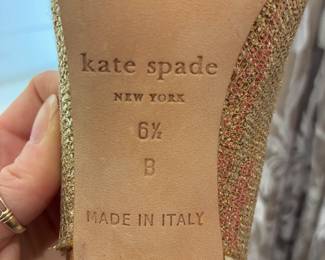 kate spade
NEW YORK
6½
B
MADE IN ITALY